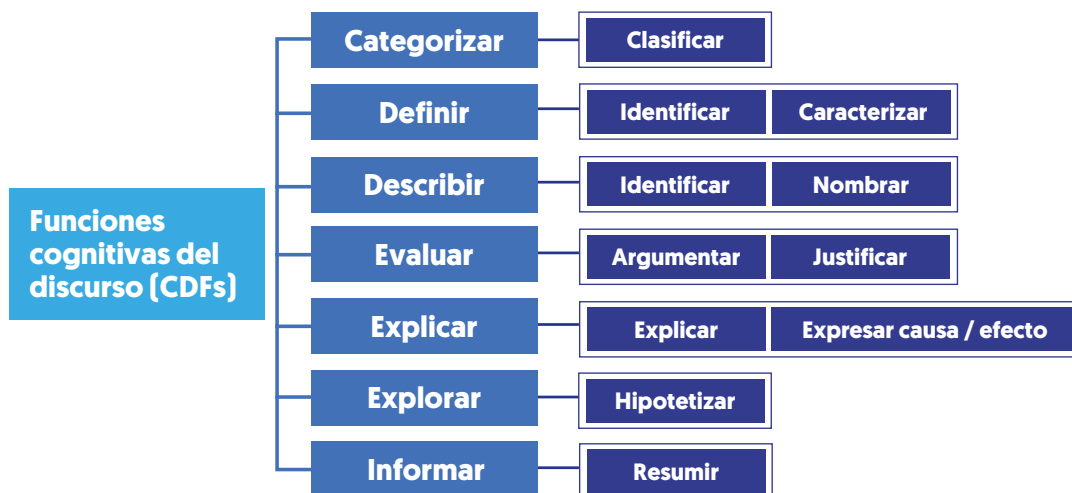 Funciones
cognitivas del
discurso (CDFs)
Categorizar
Clasificar
Definir
Identificar
Caracterizar
Describir
Identificar
Nombrar
Evaluar
Argumentar
Justificar
Explicar
Explicar
Expresar causa / efecto
Explorar
Hipotetizar
Informar
Resumir